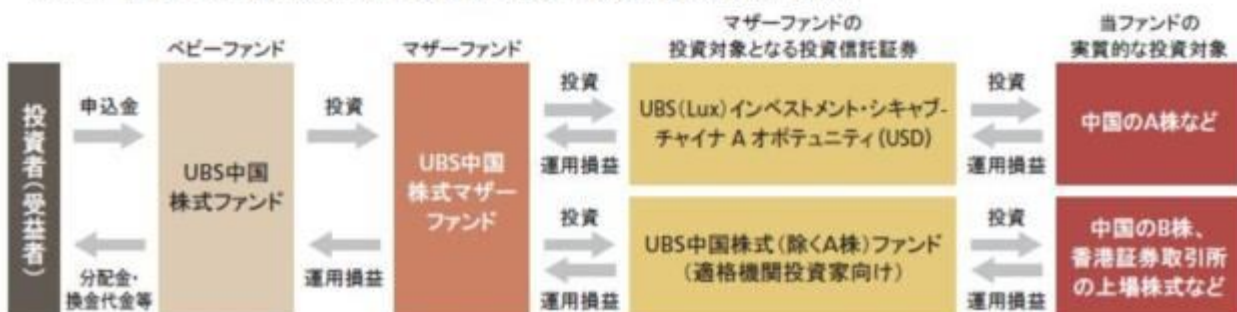 マザーファンドの
投資対象となる投資信託証券
当ファンドの
実質的な投資対象
ベビーファンド
マザーファンド
投資者(受益者)
申込金
分配金・
換金代金等
UBS中国
株式ファンド
投資
運用損益
UBS中国
株式マザー
ファンド
投資
運用損益
UBS(Lux)インベストメント・シキャブ-
チャイナ A オポテュニティ(USD)
投資
運用損益
中国のA株など
投資
運用損益
UBS中国株式(除くA株)ファンド
(適格機関投資家向け)
投資
運用損益
中国のB株、
香港証券取引所
の上場株式など